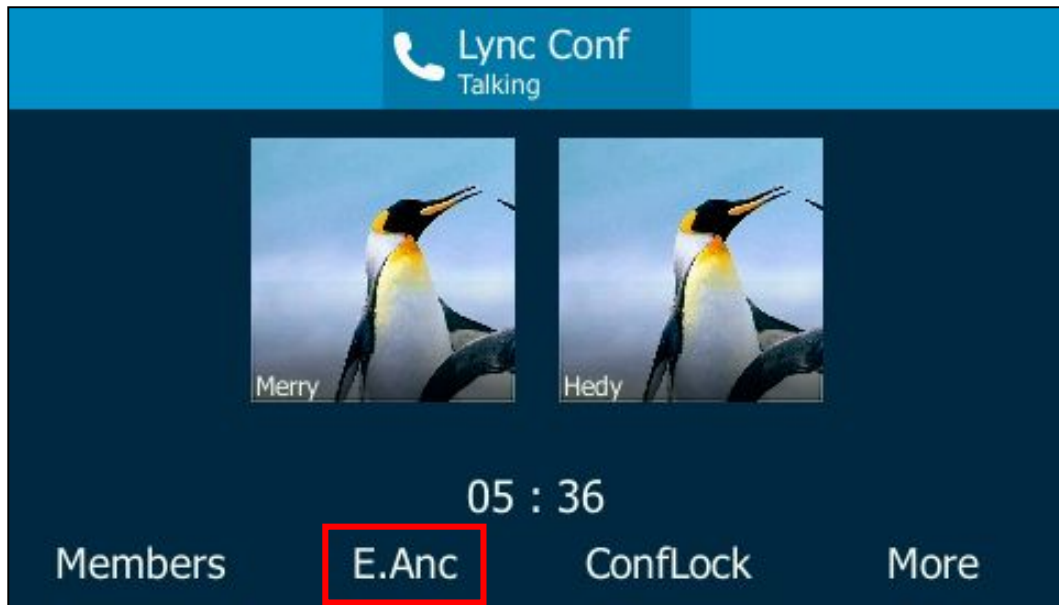 Lync Conf
Talking
Merry
Hedy
05 : 36
Members
E.Anc
ConfLock
More